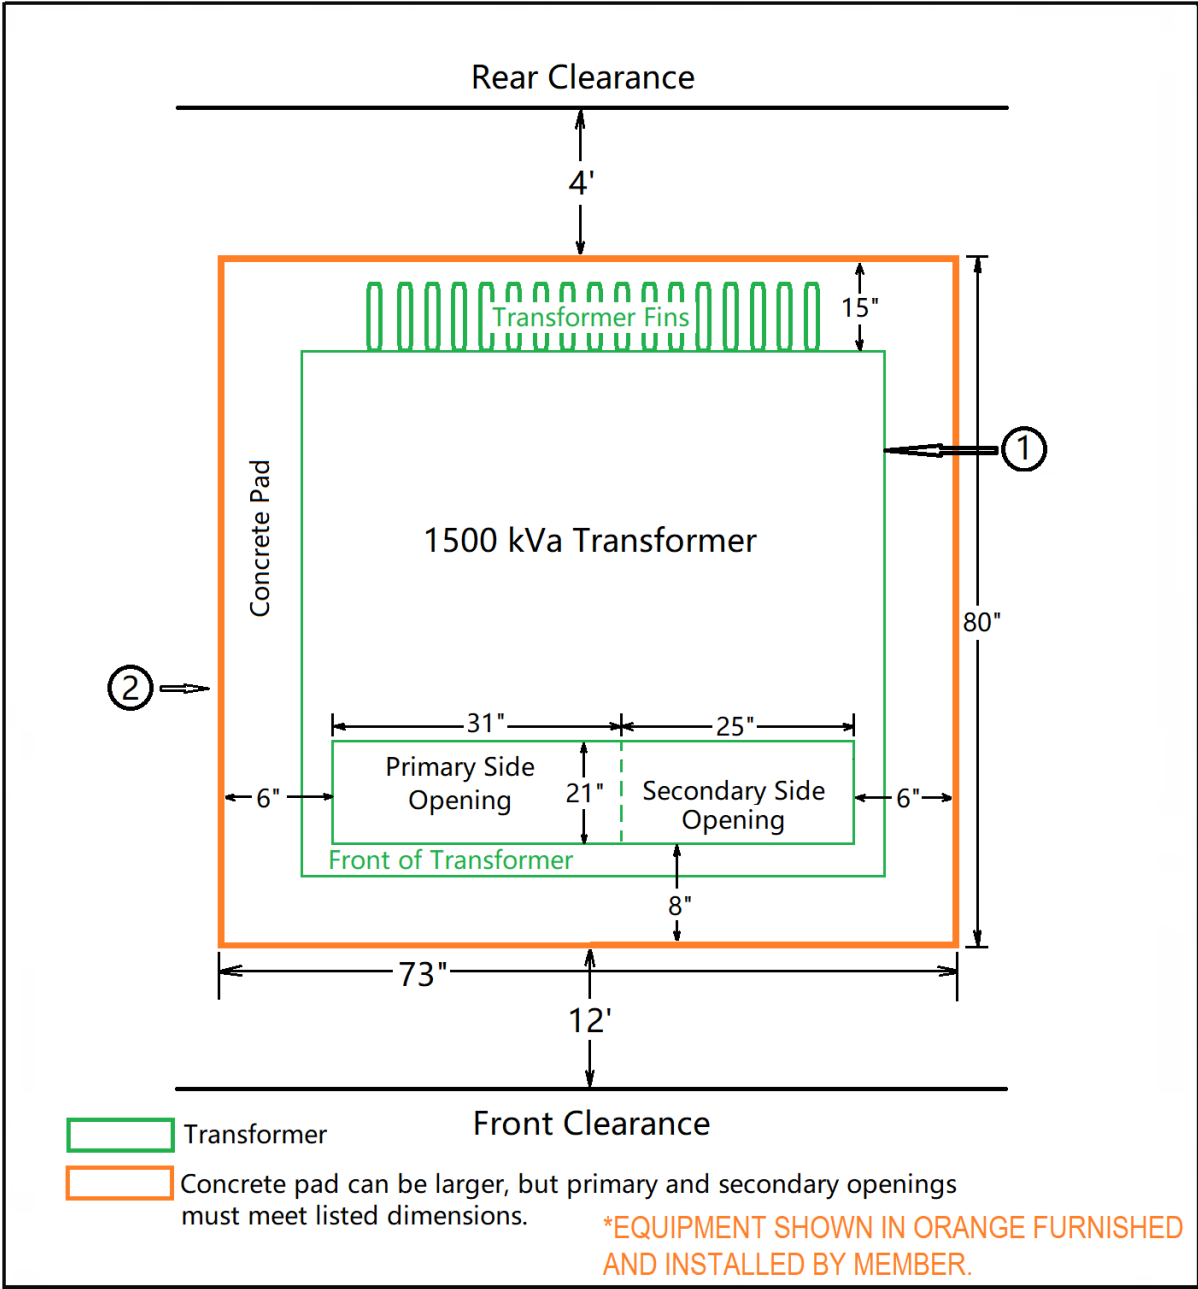 Rear Clearance
4'
Transformer Fins
15"
1
Concrete Pad
1500 kVa Transformer
80"
2
31"
25"
Primary Side
Opening
21"
Secondary Side
Opening
6"
6"
Front of Transformer
8"
73"
12'
Front Clearance
Transformer
Concrete pad can be larger, but primary and secondary openings
must meet listed dimensions.
*EQUIPMENT SHOWN IN ORANGE FURNISHED
AND INSTALLED BY MEMBER.